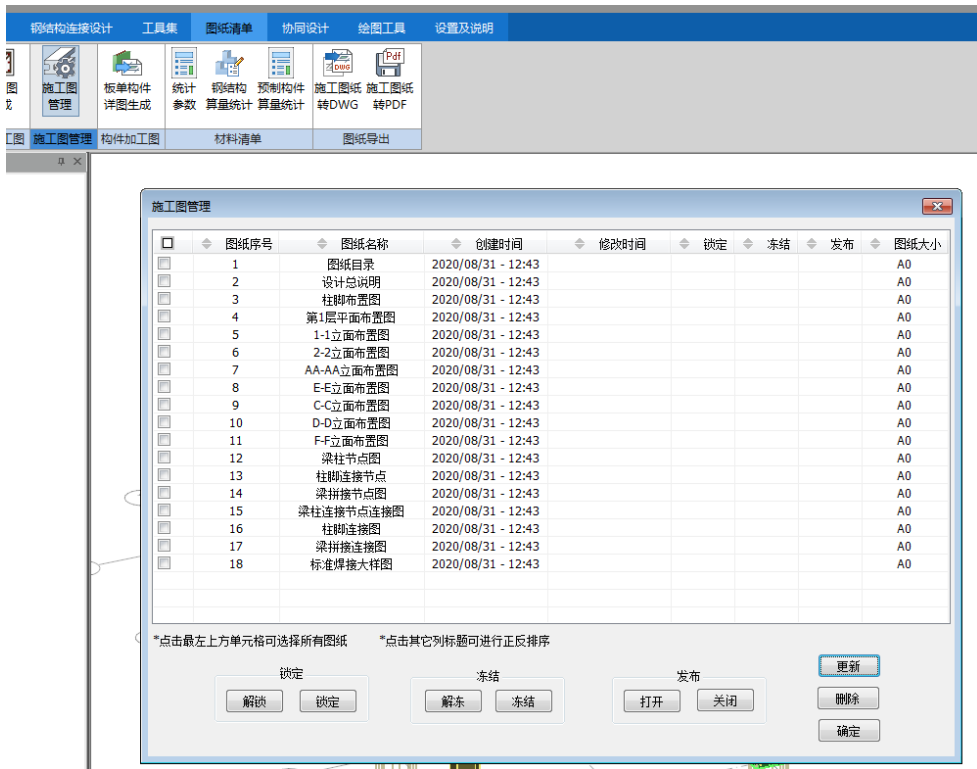 钢结构连接设计 工具集 图纸清单 协同设计 绘图工具 设置及说明
图 施工图 板单构件 统计 钢结构 预制构件 施工图纸 施工图纸
管理 详图生成 参数 算量统计 算量统计 转DWG 转PDF
工图 施工图管理 构件加工图 材料清单 图纸导出
施工图管理
图纸序号 图纸名称 创建时间 修改时间 锁定 冻结 发布 图纸大小
1 图纸目录 2020/08/31 - 12:43 A0
2 设计总说明 2020/08/31 - 12:43 A0
3 柱脚布置图 2020/08/31 - 12:43 A0
4 第1层平面布置图 2020/08/31 - 12:43 A0
5 1-1立面布置图 2020/08/31 - 12:43 A0
6 2-2立面布置图 2020/08/31 - 12:43 A0
7 AA-AA立面布置图 2020/08/31 - 12:43 A0
8 E-E立面布置图 2020/08/31 - 12:43 A0
9 C-C立面布置图 2020/08/31 - 12:43 A0
10 D-D立面布置图 2020/08/31 - 12:43 A0
11 F-F立面布置图 2020/08/31 - 12:43 A0
12 梁柱节点图 2020/08/31 - 12:43 A0
13 柱脚连接节点 2020/08/31 - 12:43 A0
14 梁拼接节点图 2020/08/31 - 12:43 A0
15 梁柱连接节点连接图 2020/08/31 - 12:43 A0
16 柱脚连接图 2020/08/31 - 12:43 A0
17 梁拼接连接图 2020/08/31 - 12:43 A0
18 标准焊接大样图 2020/08/31 - 12:43 A0
*点击最左上方单元格可选择所有图纸 *点击其它列标题可进行正反排序
锁定 冻结 发布 更新
解锁 锁定 解冻 冻结 打开 关闭 删除
确定